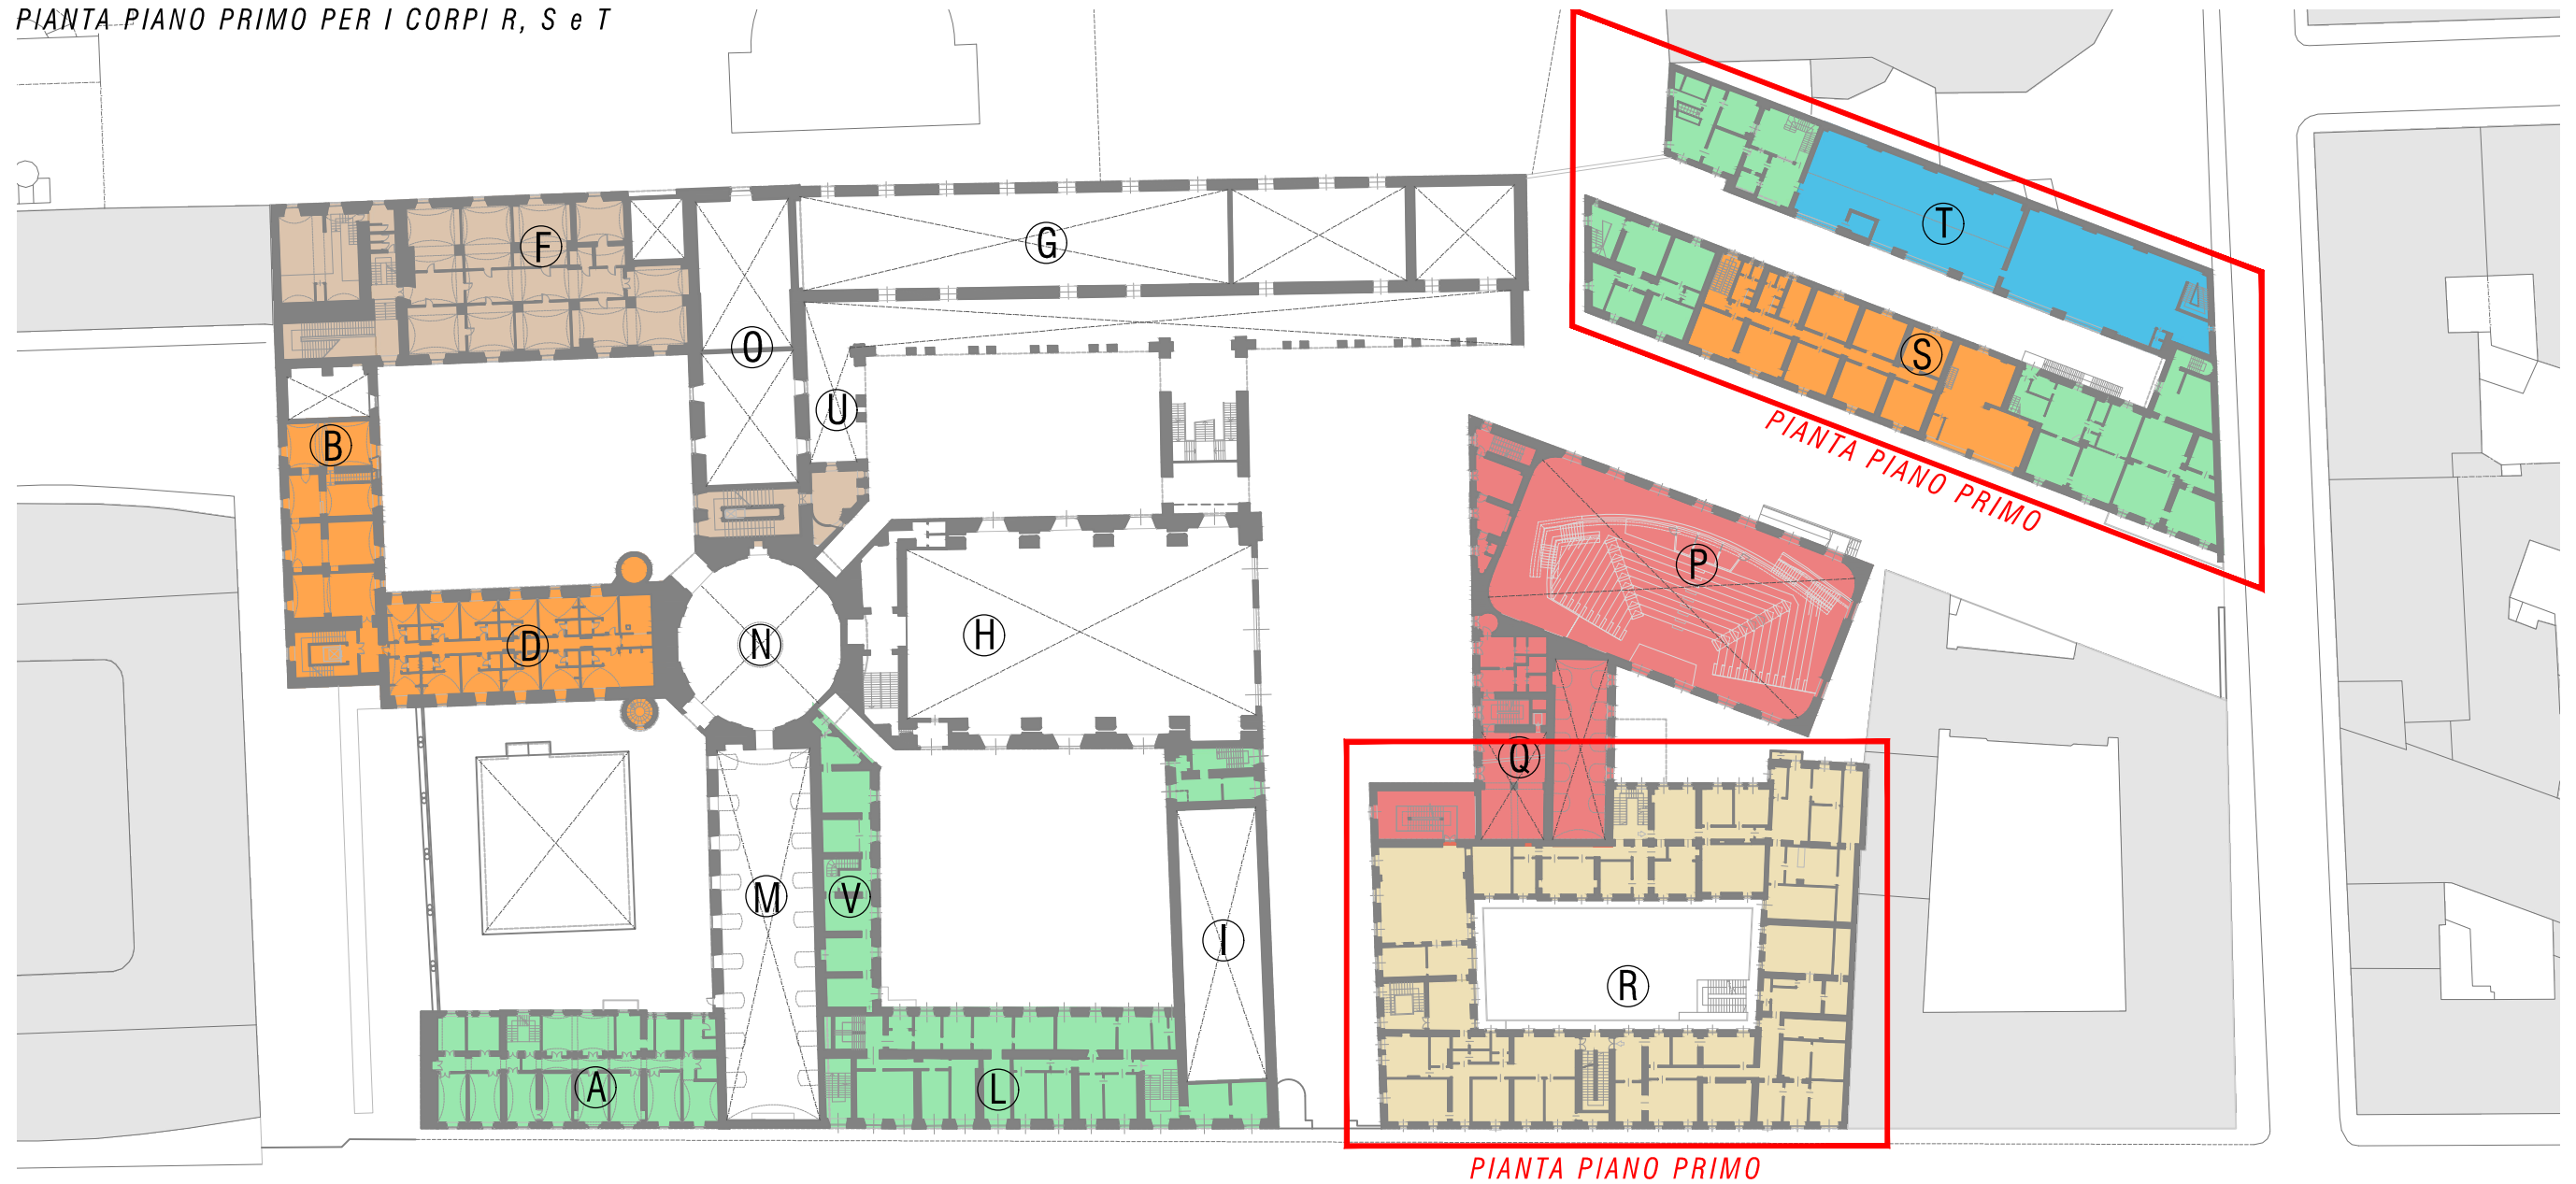 PIANTA PIANO PRIMO PER I CORPI R, S e T
T
F
G
O
S
B
U
PIANTA PIANO PRIMO
P
D
N
H
Q
M
V
I
R
A
L
PIANTA PIANO PRIMO